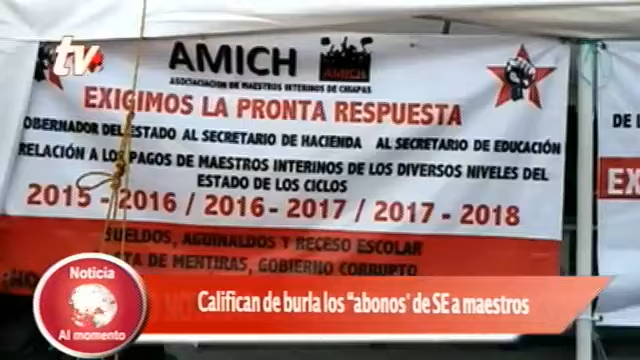 tv
AMICH
AMICH
ASOCIACACION DE MAESTROS INTERINOS DE CHIAPAS
EXIGIMOS LA PRONTA RESPUESTA
OBERNADOR DEL ESTADO AL SECRETARIO DE HACIENDA AL SECRETARIO DE EDUCACIÓN
RELACIÓN A LOS PAGOS DE MAESTROS INTERINOS DE LOS DIVERSOS NIVELES DEL
ESTADO DE LOS CICLOS
2015 - 2016 / 2016 - 2017 / 2017 - 2018
SUELDOS, AGUINALDOS Y RECESO ESCOLAR
TA DE MENTIRAS, GOBIERNO CORRUPTO
DE L
EX
Noticia
Al momento
Califican de burla los "abonos' de SE a maestros